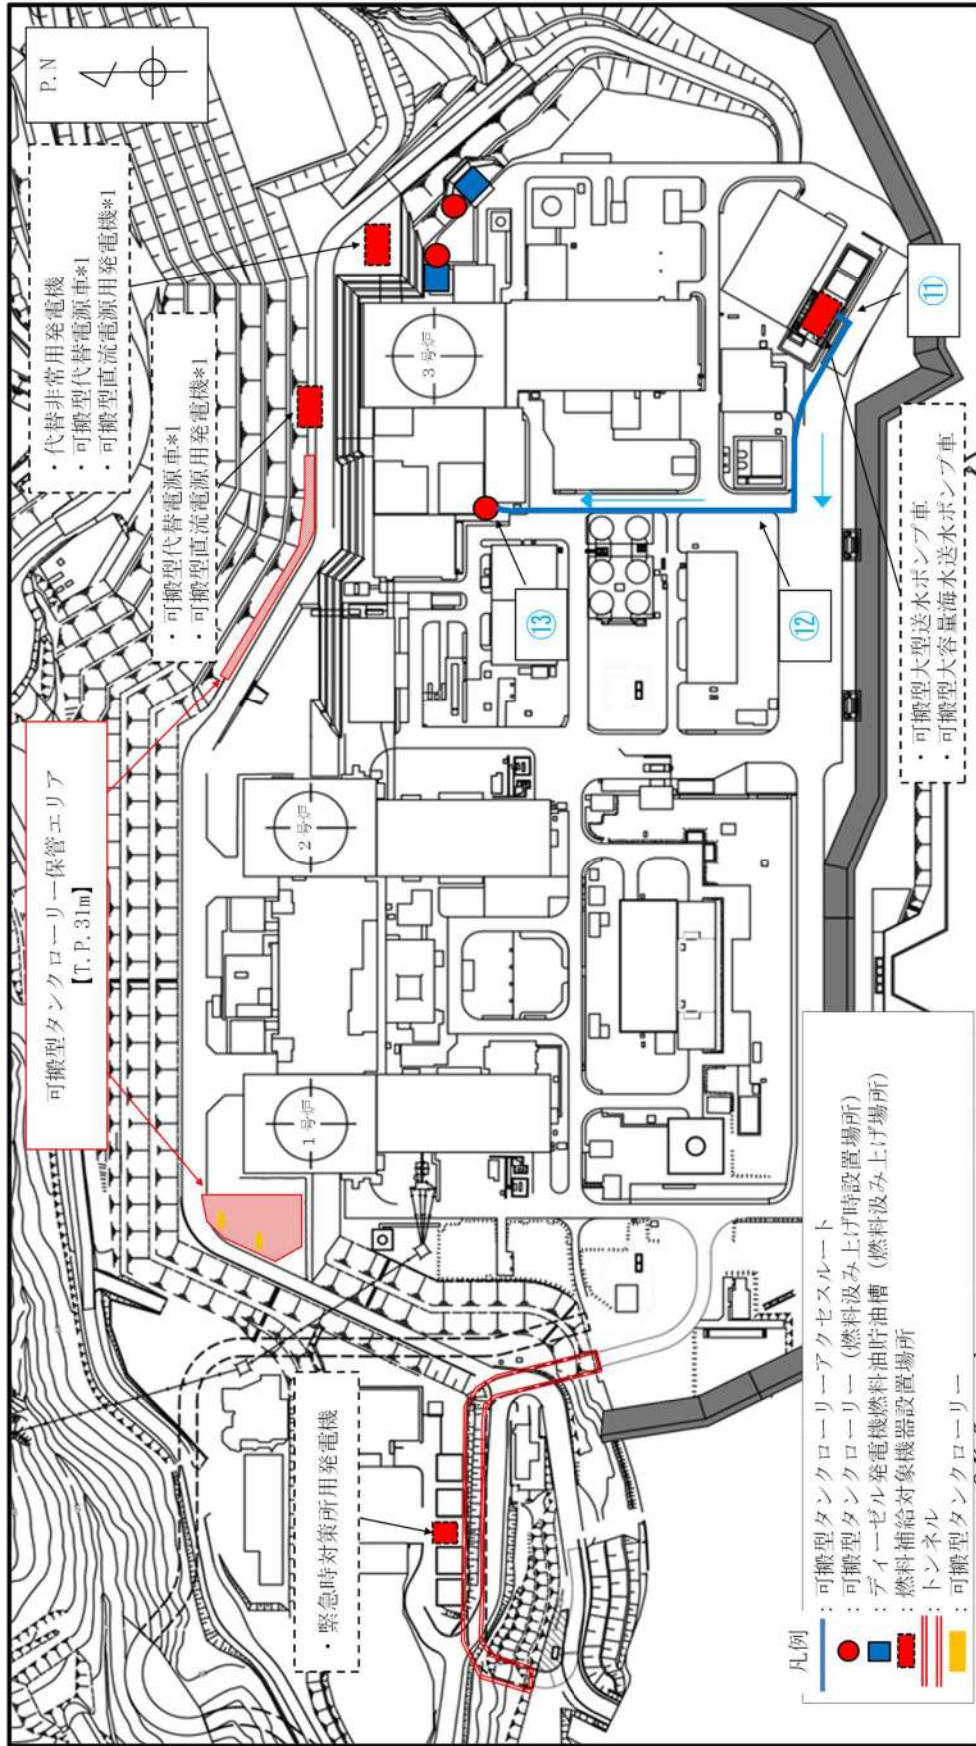 P.N
・代替非常用発電機
・可搬型代替電源車*1
・可搬型直流電源用発電機*1
・可搬型代替電源車*1
・可搬型直流電源用発電機*1
可搬型タンクローリー保管エリア
【T.P.31m】
・緊急時対策所用発電機
1号炉
2号炉
3号炉
⑬
⑫
⑪
・可搬型大型送水ポンプ車
・可搬型大容量海水送水ポンプ車
凡例
：可搬型タンクローリーアクセスルート
：可搬型タンクローリー（燃料汲み上げ時設置場所）
：ディーゼル発電機燃料油貯油槽（燃料汲み上げ場所）
：燃料補給対象機器設置場所
：トンネル
：可搬型タンクローリー